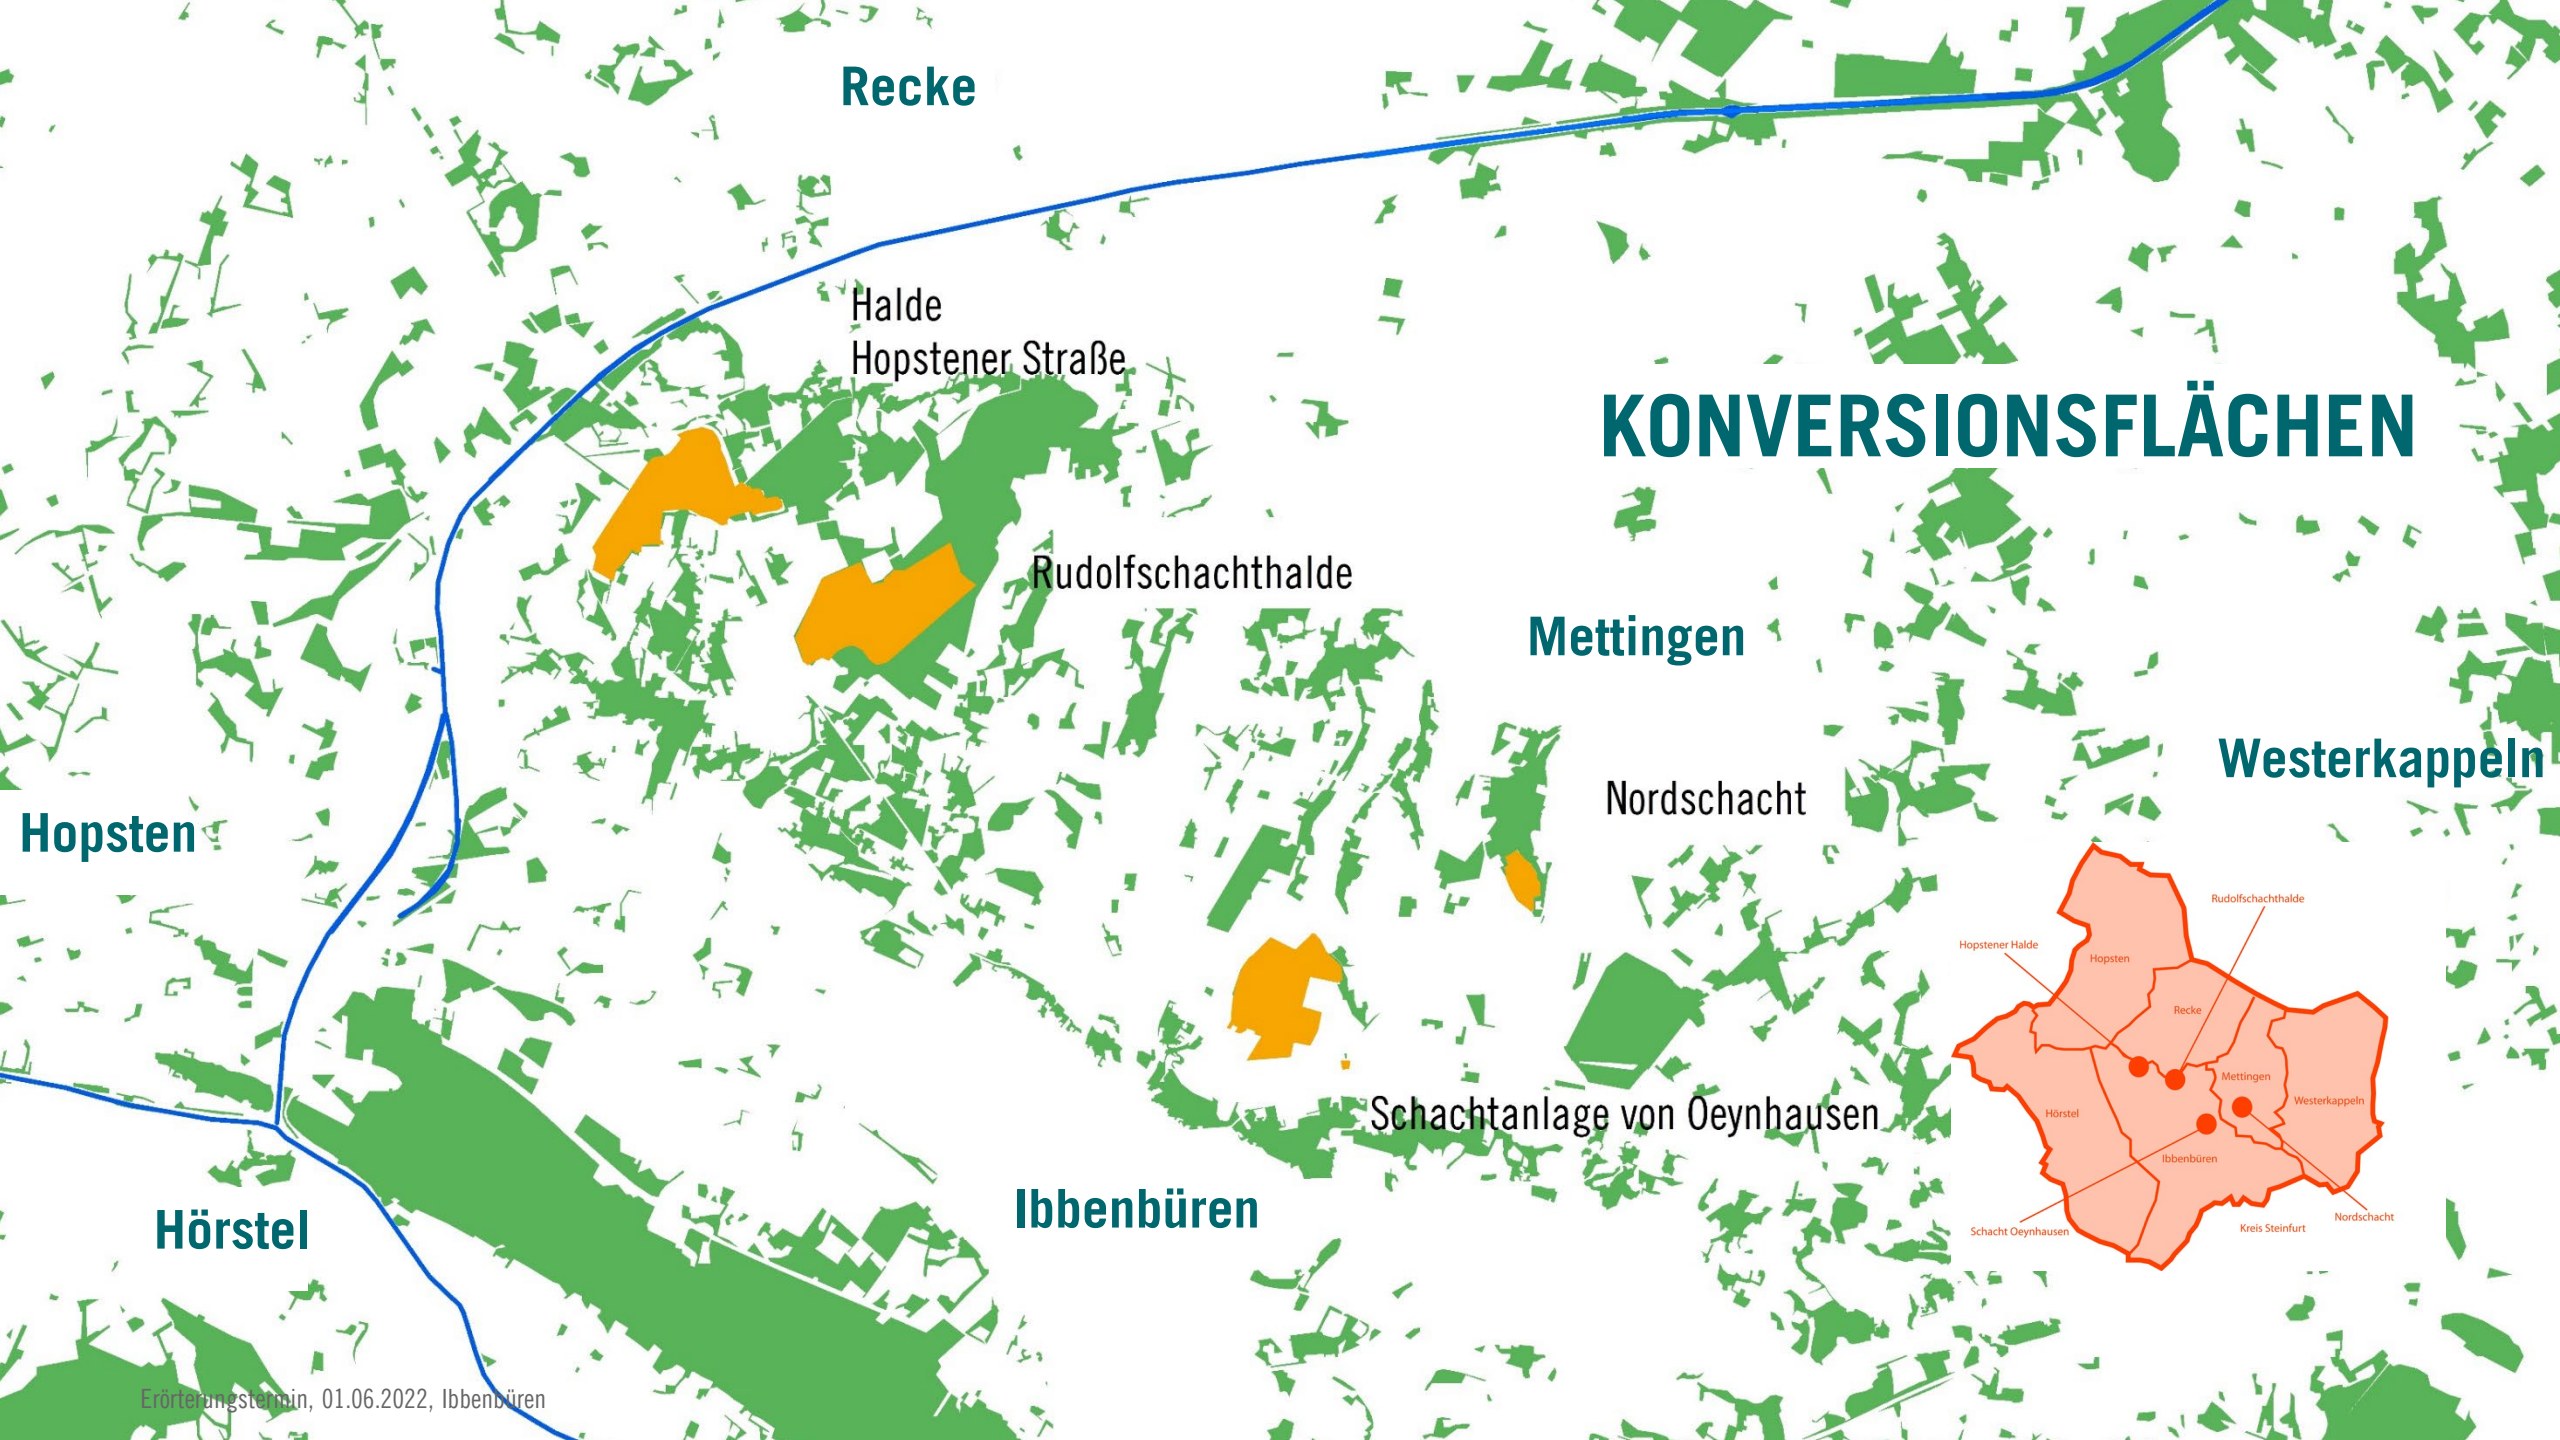 Recke
Halde
Hopstener Straße
KONVERSIONSFLÄCHEN
Rudolfschachthalde
Mettingen
Westerkappeln
Nordschacht
Hopsten
Rudolfschachthalde
Hopstener Halde
Hopsten
Recke
Mettingen
Westerkappeln
Hörstel
Ibbenbüren
Nordschacht
Schacht Oeynhausen
Kreis Steinfurt
Schachtanlage von Oeynhausen
Ibbenbüren
Hörstel
Erörterungstermin, 01.06.2022, Ibbenbüren